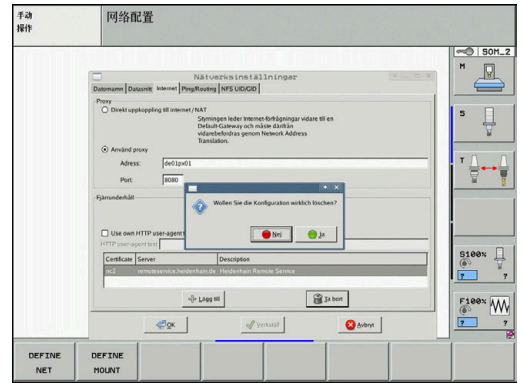 手动
操作
网络配置
SOM_2
Nätverksinställningar
Datornamn Datasnitt Internet Ping/Routing NFS UID/GID
Proxy
Direkt uppkoppling till internet/NAT
Styrningen leder Internet-förfrågningar vidare till en
Default-Gateway och måste därifrån
vidarebefordras genom Network Address
Translation.
Använd proxy
Adress: de01px01
Port: 8080
Fjärrunderhåll
Wollen Sie die Konfiguration wirklich löschen?
Nej Ja
Use own HTTP user-agent
HTTP user-agent text
Certificate Server Description
nc2 remoteservice.heidenhain.de Heidenhain Remote Service
Lägg till Ta bort
OK Verkställ Avbryt
M
S
T
S100%
? ?
F100%
? ?
DEFINE
NET
DEFINE
MOUNT